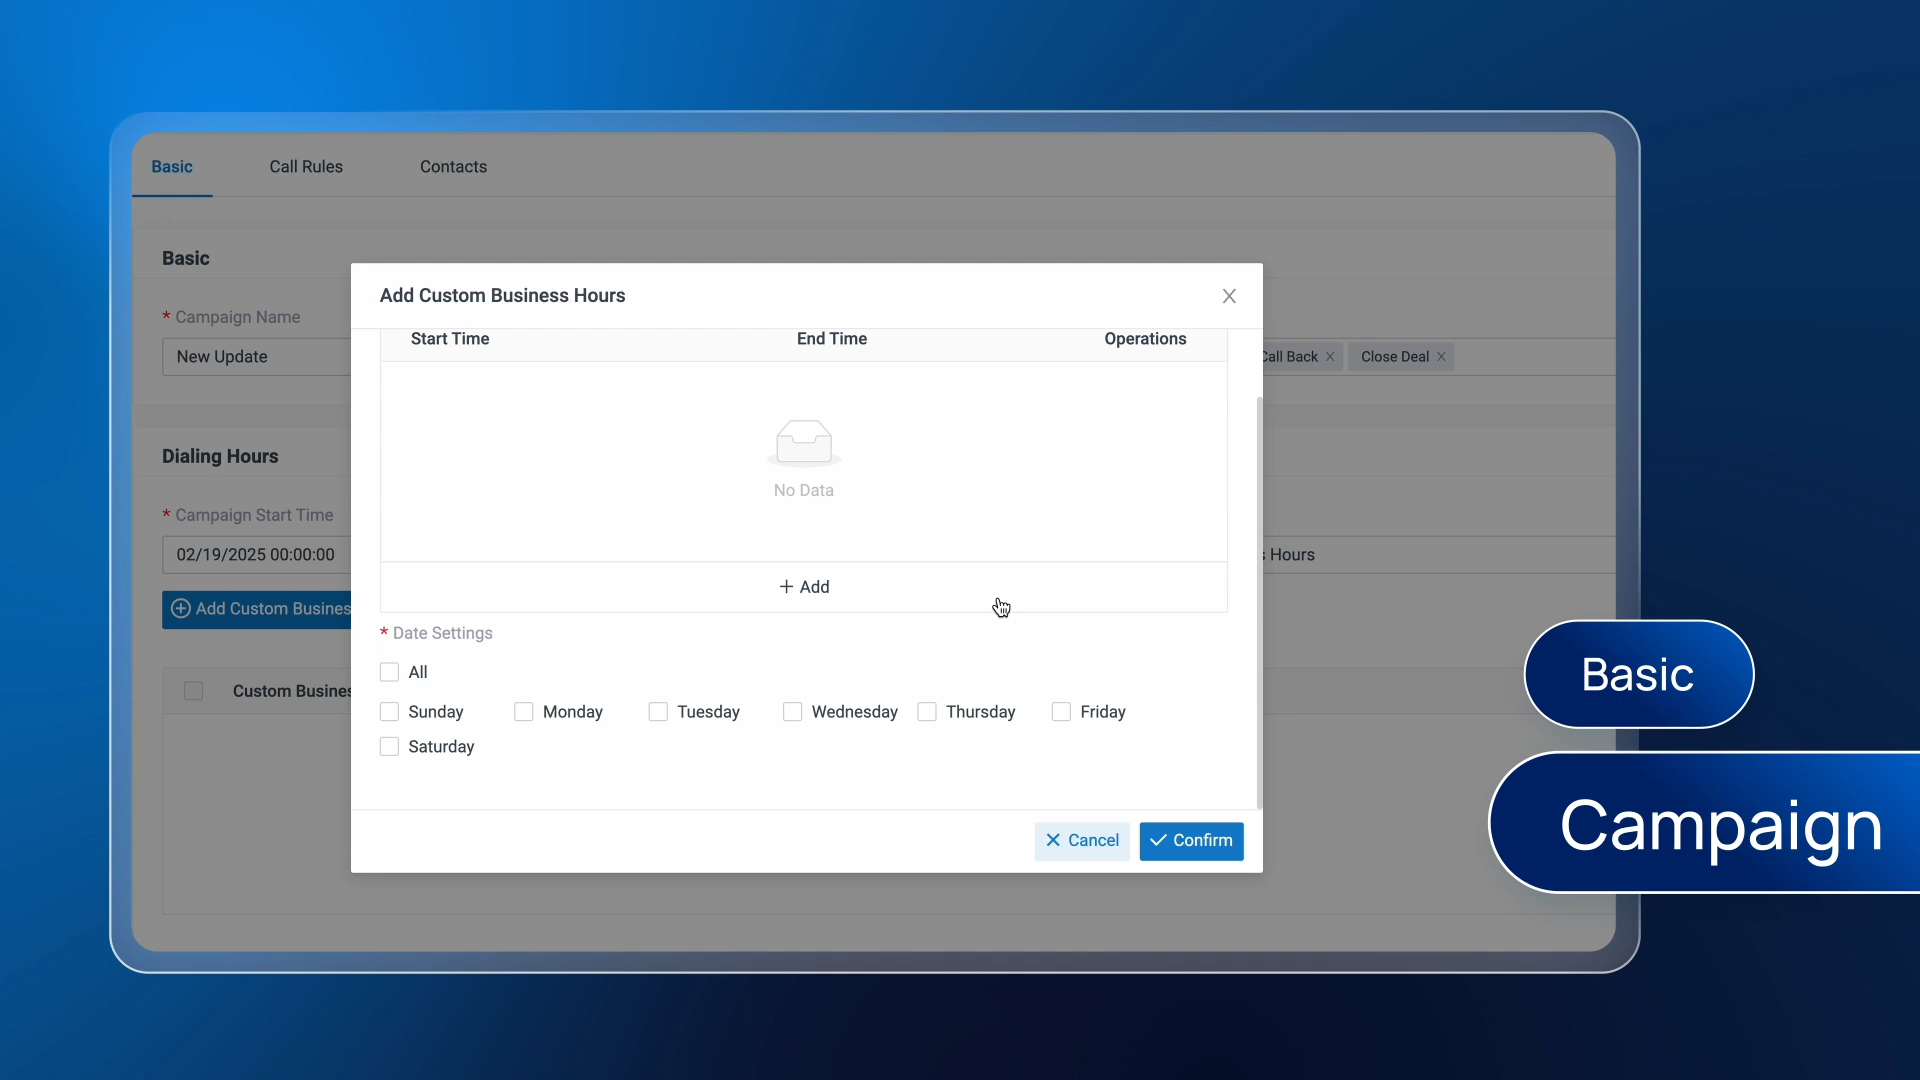 Basic
Call Rules
Contacts
Basic
* Campaign Name
New Update
Call Back
Close Deal
Dialing Hours
* Campaign Start Time
02/19/2025 00:00:00
Hours
Add Custom Busines
Custom Busines
Add Custom Business Hours
Start Time
End Time
Operations
No Data
+ Add
* Date Settings
All
Sunday
Monday
Tuesday
Wednesday
Thursday
Friday
Saturday
Cancel
Confirm
Basic
Campaign